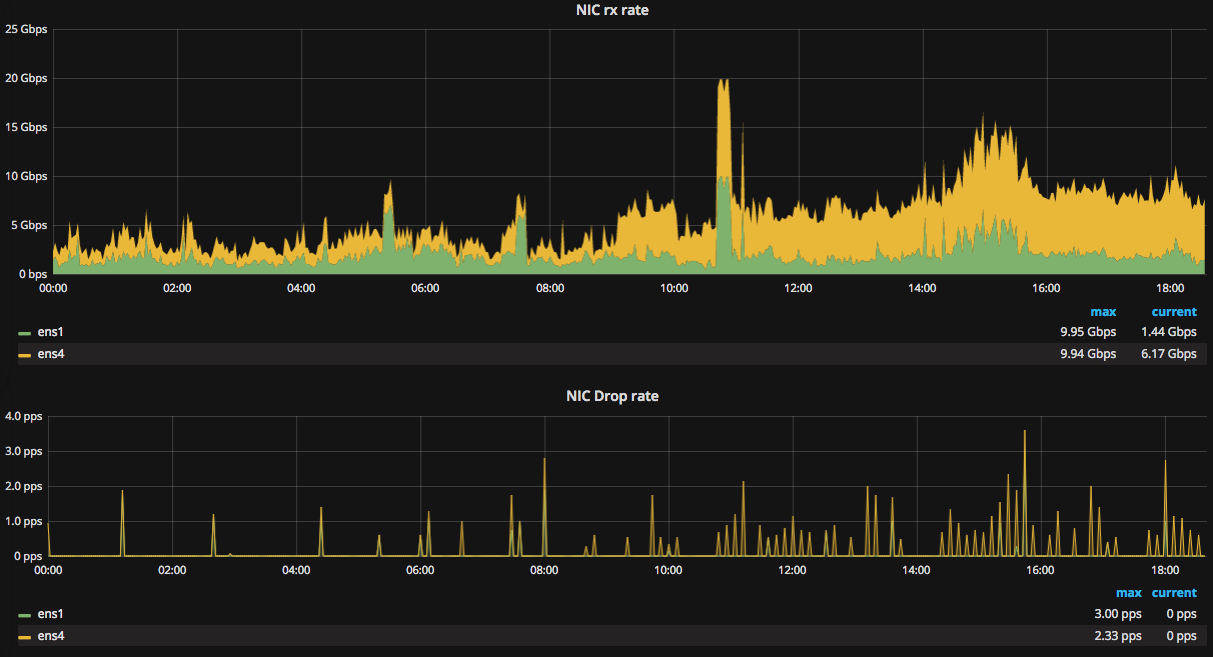 NIC rx rate
25 Gbps
20 Gbps
15 Gbps
10 Gbps
5 Gbps
0 bps
00:00 02:00 04:00 06:00 08:00 10:00 12:00 14:00 16:00 18:00
max current
ens1 9.95 Gbps 1.44 Gbps
ens4 9.94 Gbps 6.17 Gbps
NIC Drop rate
4.0 pps
3.0 pps
2.0 pps
1.0 pps
0 pps
00:00 02:00 04:00 06:00 08:00 10:00 12:00 14:00 16:00 18:00
max current
ens1 3.00 pps 0 pps
ens4 2.33 pps 0 pps